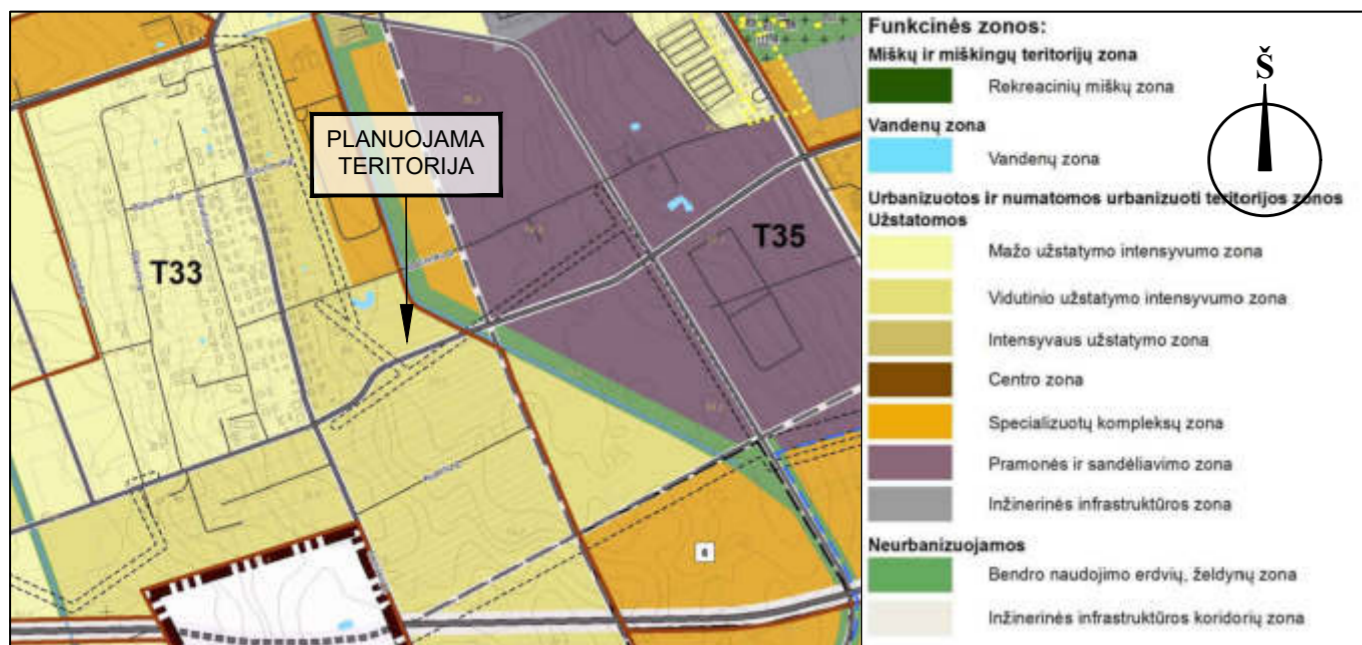 PLANUOJAMA
TERITORIJA
T33
T35
6
Funkcinės zonos:
Miškų ir miškingų teritorijų zona
Rekreacinių miškų zona
Š
Vandenų zona
Vandenų zona
Urbanizuotos ir numatomos urbanizuoti teritorijos zonos
Užstatomos
Mažo užstatymo intensyvumo zona
Vidutinio užstatymo intensyvumo zona
Intensyvaus užstatymo zona
Centro zona
Specializuotų kompleksų zona
Pramonės ir sandėliavimo zona
Inžinerinės infrastruktūros zona
Neurbanizuojamos
Bendro naudojimo erdvių, želdynų zona
Inžinerinės infrastruktūros koridorių zona